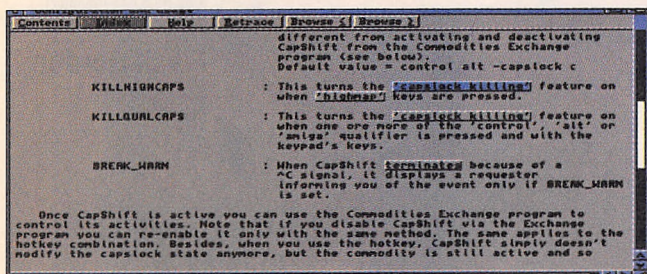 Contents Index Help Retrace Browse < Browse >
different from activating and deactivating
CapShift from the Commodities Exchange
program (see below).
Default value = control alt -capslock c
KILLHIGHCAPS : This turns the 'capslock killing' feature on
when 'highmap' keys are pressed.
KILLQUALCAPS : This turns the 'capslock killing' feature on
when one ore more of the 'control', 'alt' or
'amiga' qualifier is pressed and with the
keypad's keys.
BREAK_WARN : When CapShift terminates because of a
^C signal, it displays a requester
informing you of the event only if BREAK_WARN
is set.
Once CapShift is active you can use the Commodities Exchange program to
control its activities. Note that if you disable CapShift via the Exchange
program you can re-enable it only with the same method. The same applies to the
hotkey combination. Besides, when you use the hotkey, CapShift simply doesn't
modify the capslock state anymore, but the commodity is still active and so